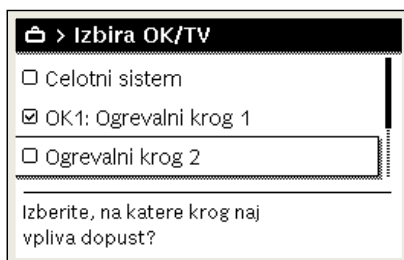 > Izbira OK/TV
Celotni sistem
OK1: Ogrevalni krog 1
Ogrevalni krog 2
Izberite, na katere krog naj
vpliva dopust?